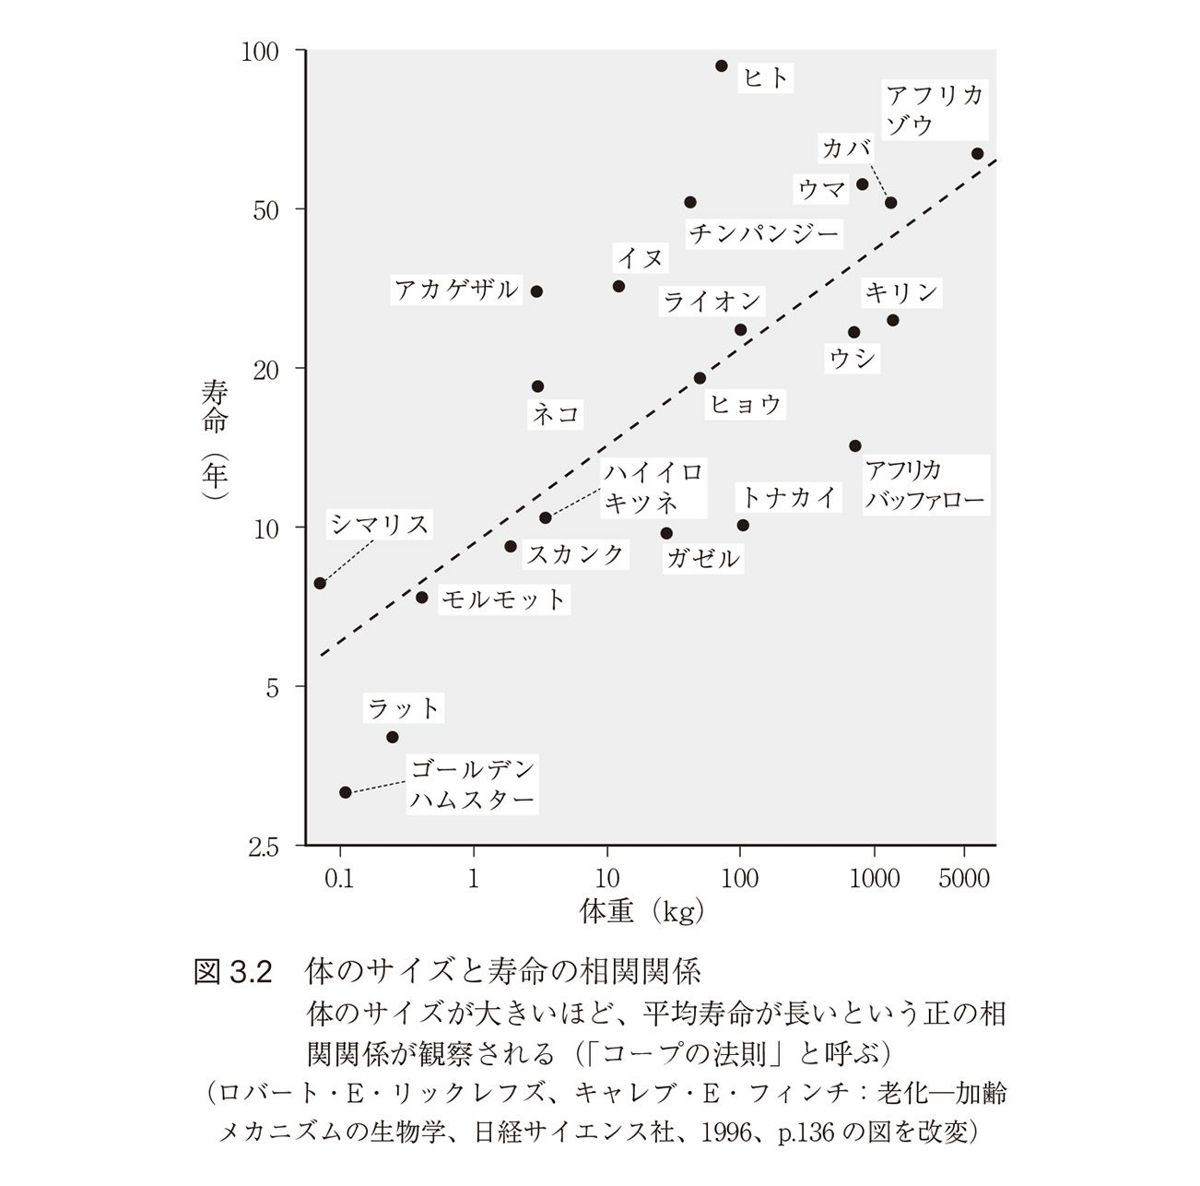 100
50
20
10
5
2.5
寿命（年）
ヒト
アフリカ
ゾウ
カバ
ウマ
チンパンジー
イヌ
アカゲザル
ライオン
キリン
ウシ
ネコ
ヒョウ
アフリカ
バッファロー
ハイイロ
キツネ
トナカイ
シマリス
スカンク
ガゼル
モルモット
ラット
ゴールデン
ハムスター
0.1
1
10
100
1000
5000
体重（kg）
図 3.2　体のサイズと寿命の相関関係
体のサイズが大きいほど、平均寿命が長いという正の相
関関係が観察される（「コープの法則」と呼ぶ）
（ロバート・E・リックレフズ、キャレブ・E・フィンチ：老化―加齢
メカニズムの生物学、日経サイエンス社、1996、p.136 の図を改変）